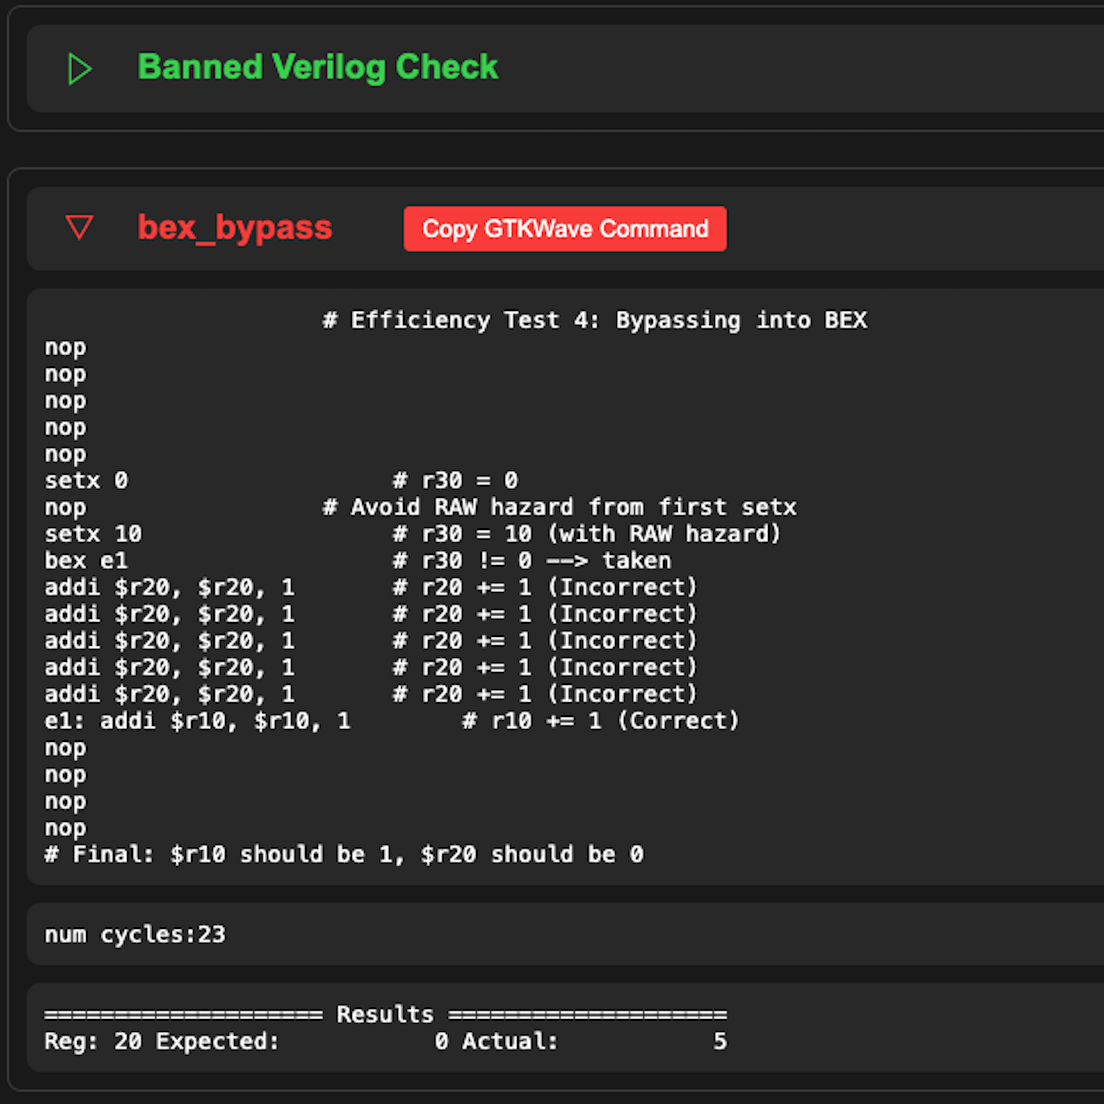 Banned Verilog Check
bex_bypass
Copy GTKWave Command
# Efficiency Test 4: Bypassing into BEX
nop
nop
nop
nop
nop
setx 0 # r30 = 0
nop # Avoid RAW hazard from first setx
setx 10 # r30 = 10 (with RAW hazard)
bex e1 # r30 != 0 --> taken
addi $r20, $r20, 1 # r20 += 1 (Incorrect)
addi $r20, $r20, 1 # r20 += 1 (Incorrect)
addi $r20, $r20, 1 # r20 += 1 (Incorrect)
addi $r20, $r20, 1 # r20 += 1 (Incorrect)
addi $r20, $r20, 1 # r20 += 1 (Incorrect)
e1: addi $r10, $r10, 1 # r10 += 1 (Correct)
nop
nop
nop
nop
# Final: $r10 should be 1, $r20 should be 0
num cycles:23
==================== Results ====================
Reg: 20 Expected: 0 Actual: 5